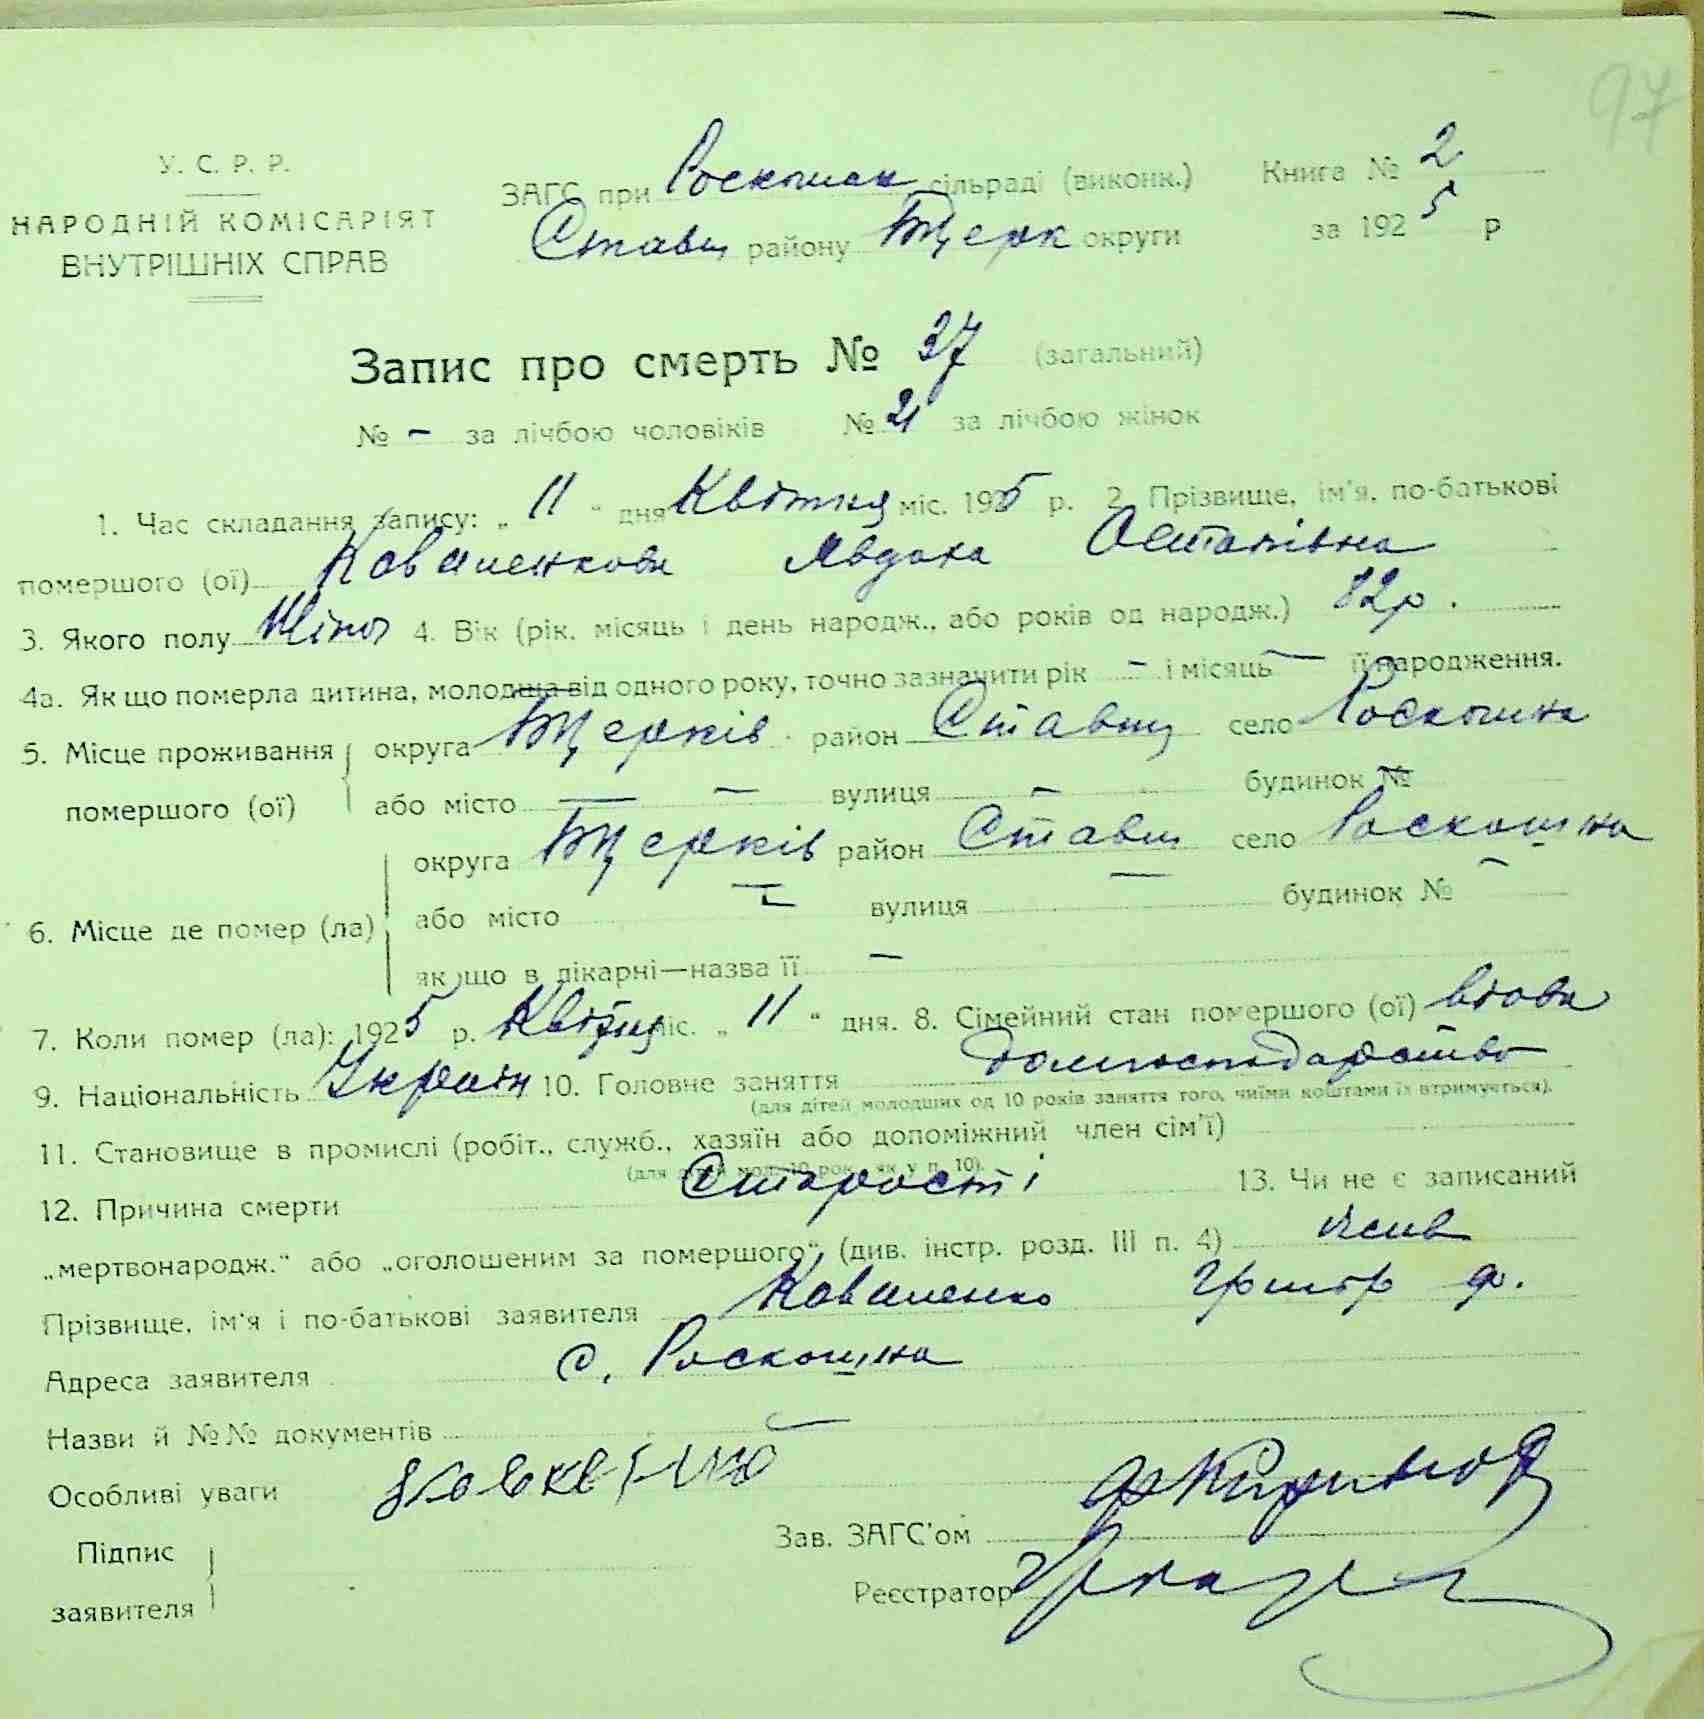 97
У. С. Р. Р.
НАРОДНІЙ КОМІСАРІЯТ
ВНУТРІШНІХ СПРАВ
ЗАГС при Роскошн сільраді (виконк.) Книга № 2
Ставищ району Бцерк округи за 1925 р
Запис про смерть № 37 (загальний)
№ – за лічбою чоловіків № 21 за лічбою жінок
1. Час складання запису: „ 11 “ дня Квітня міс. 1925 р. 2. Прізвище, ім'я, по-батькові
помершого (ої) Коваленкова Явдоха Остапівна
3. Якого полу Жіноч 4. Вік (рік, місяць і день народж., або років од народж.) 82 р.
4а. Як що померла дитина, молодша від одного року, точно зазначити рік – і місяць – її народження.
5. Місце проживання помершого (ої) округа Бцерків район Ставищ село Роскошна
або місто — – вулиця – будинок № –
6. Місце де помер (ла) округа Бцерків район Ставищ село Роскошна
або місто – вулиця — будинок № –
як що в лікарні—назва її –
7. Коли помер (ла): 1925 р. Квітня міс. „ 11 “ дня. 8. Сімейний стан помершого (ої) вдова
9. Національність Україн 10. Головне заняття домгосподарство
(для дітей молодших од 10 років заняття того, чиїми коштами їх втримується).
11. Становище в промислі (робіт., служб., хазяїн або допоміжний член сім'ї)
(для дітей мол. 10 рок., як у п. 10).
12. Причина смерти Старості 13. Чи не є записаний
„мертвонародж.“ або „оголошеним за помершого“, (див. інстр. розд. III п. 4)
Прізвище, ім'я і по-батькові заявителя Коваленко Григор Ф.
Адреса заявителя с. Роскошна
Назви й №№ документів —
Особливі уваги
Підпис заявителя
Зав. ЗАГС'ом
Реєстратор